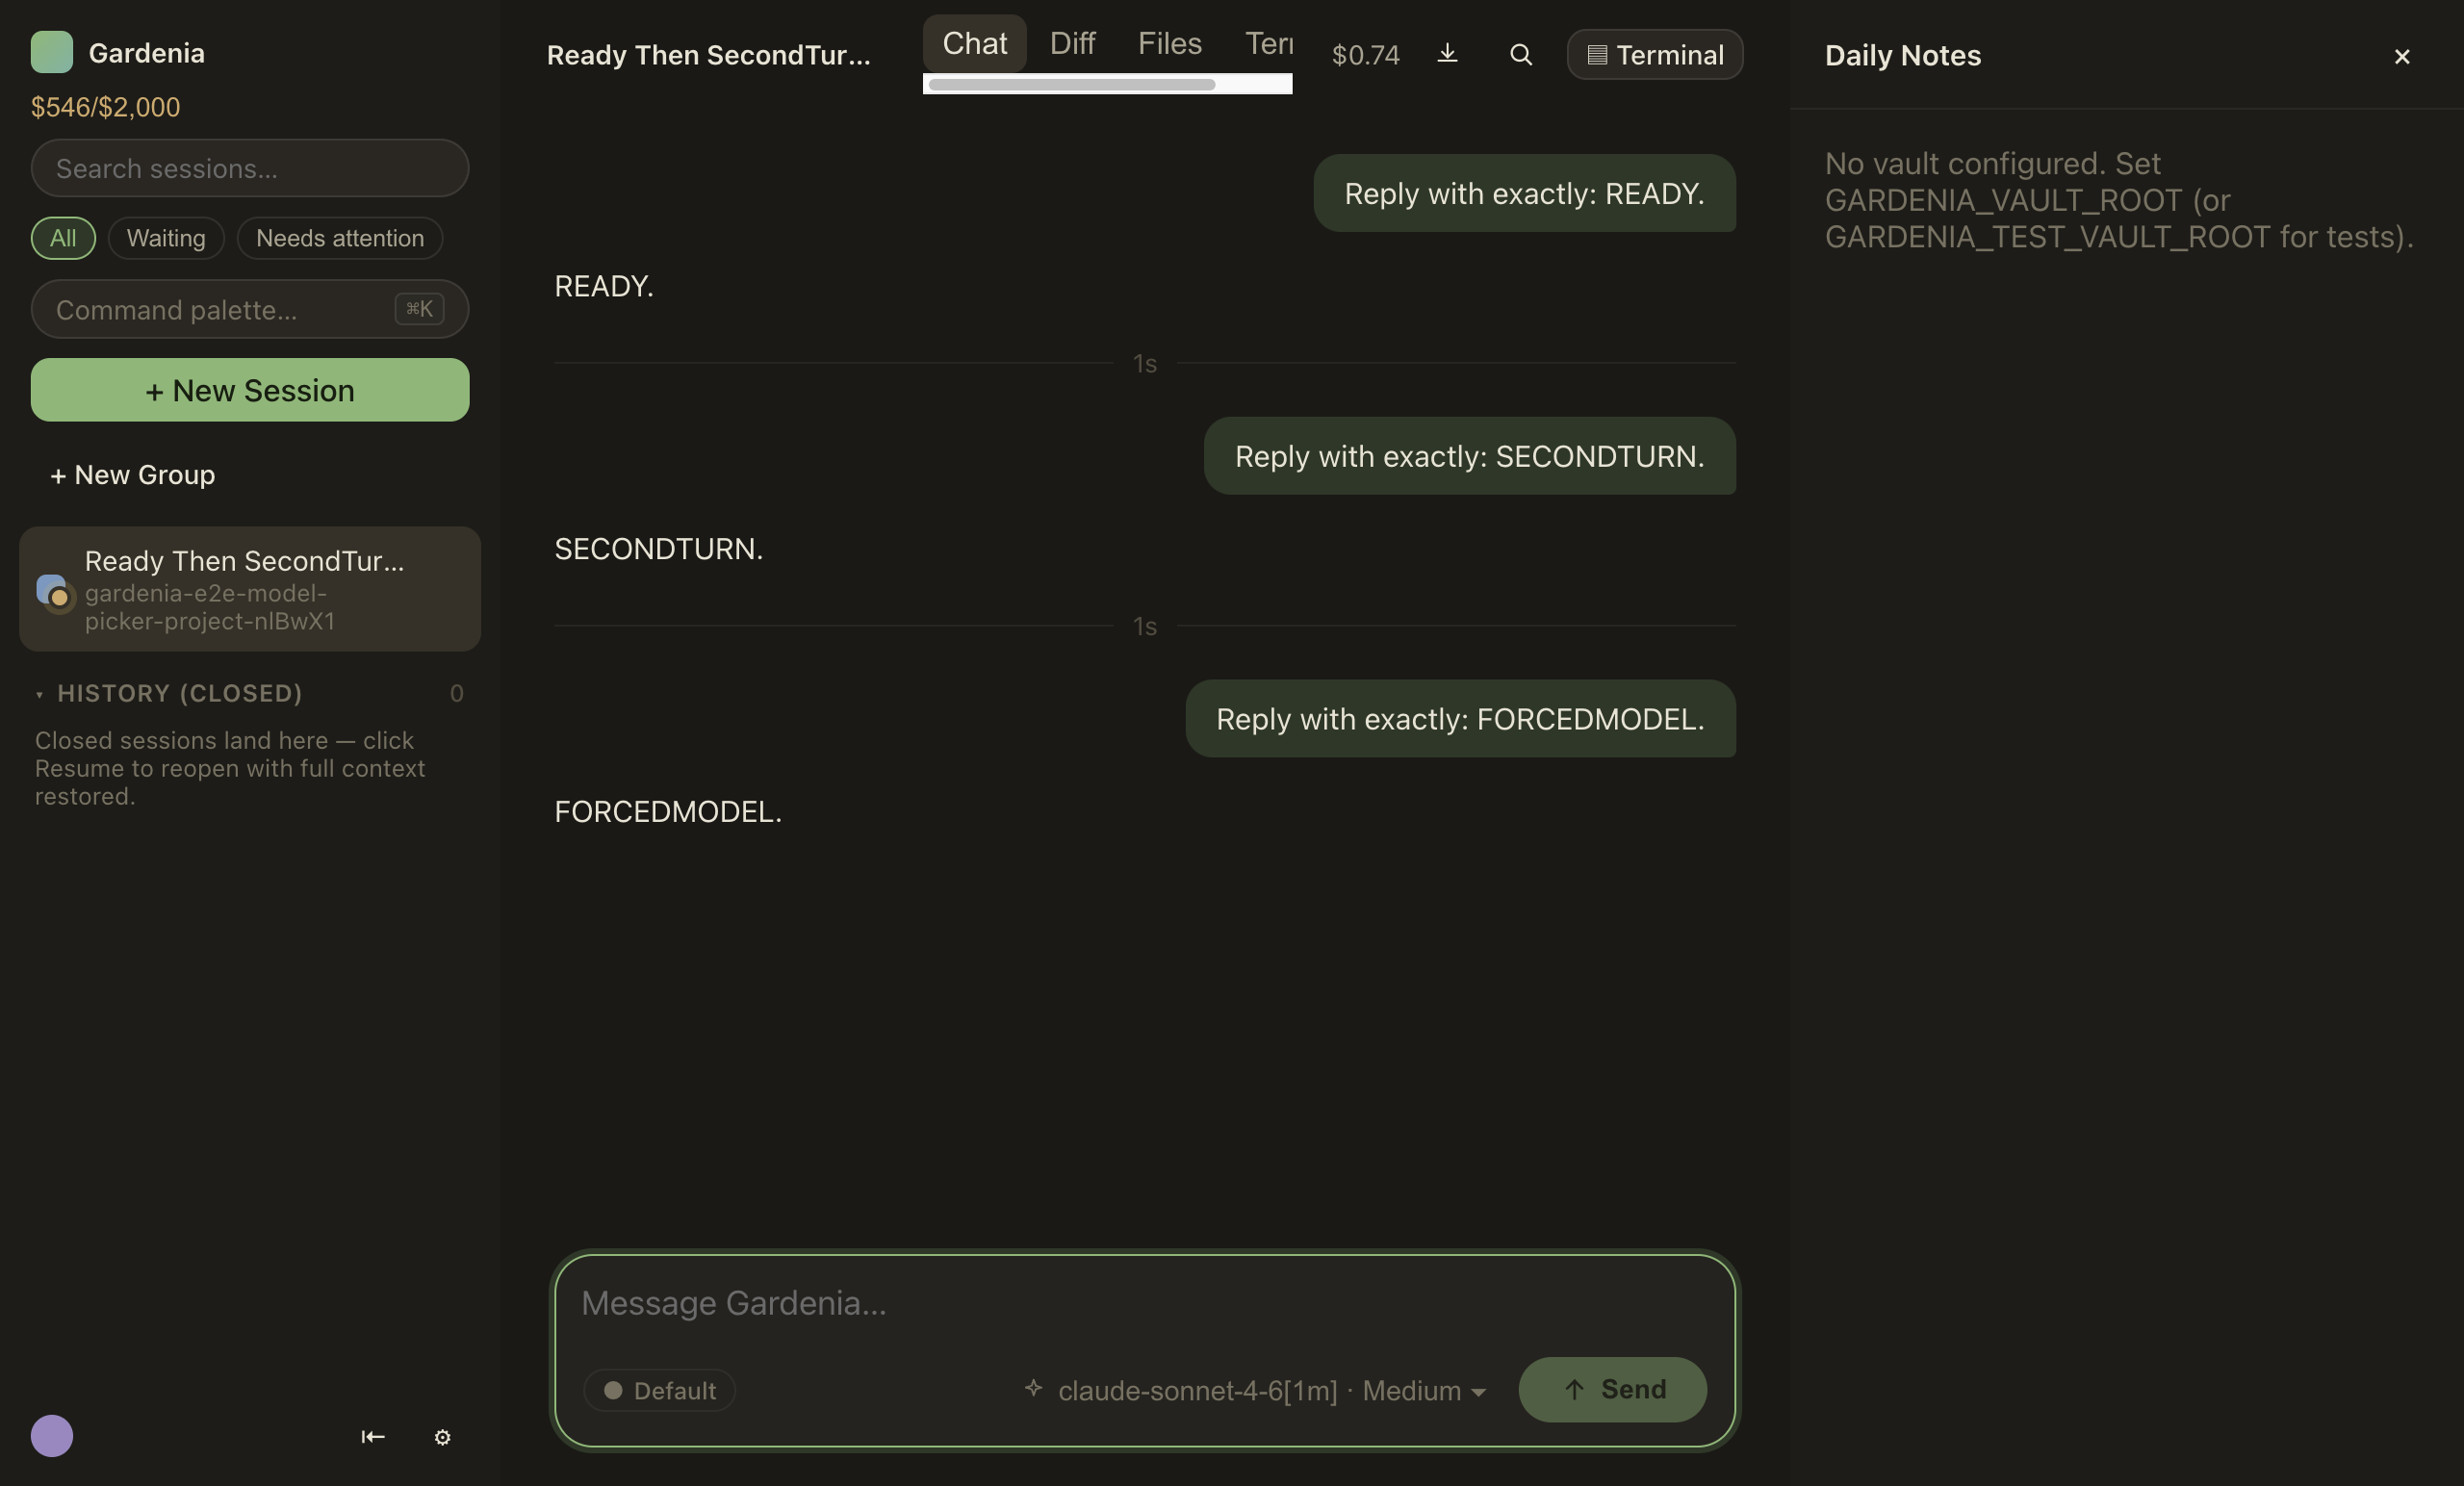 Gardenia
$546/$2,000
Search sessions...
All
Waiting
Needs attention
Command palette...
⌘K
+ New Session
+ New Group
Ready Then SecondTur...
gardenia-e2e-model-
picker-project-nlBwX1
HISTORY (CLOSED)
0
Closed sessions land here — click
Resume to reopen with full context
restored.
Ready Then SecondTur...
Chat
Diff
Files
Terr
$0.74
Terminal
Reply with exactly: READY.
READY.
1s
Reply with exactly: SECONDTURN.
SECONDTURN.
1s
Reply with exactly: FORCEDMODEL.
FORCEDMODEL.
Message Gardenia...
Default
claude-sonnet-4-6[1m] · Medium
Send
Daily Notes
No vault configured. Set
GARDENIA_VAULT_ROOT (or
GARDENIA_TEST_VAULT_ROOT for tests).